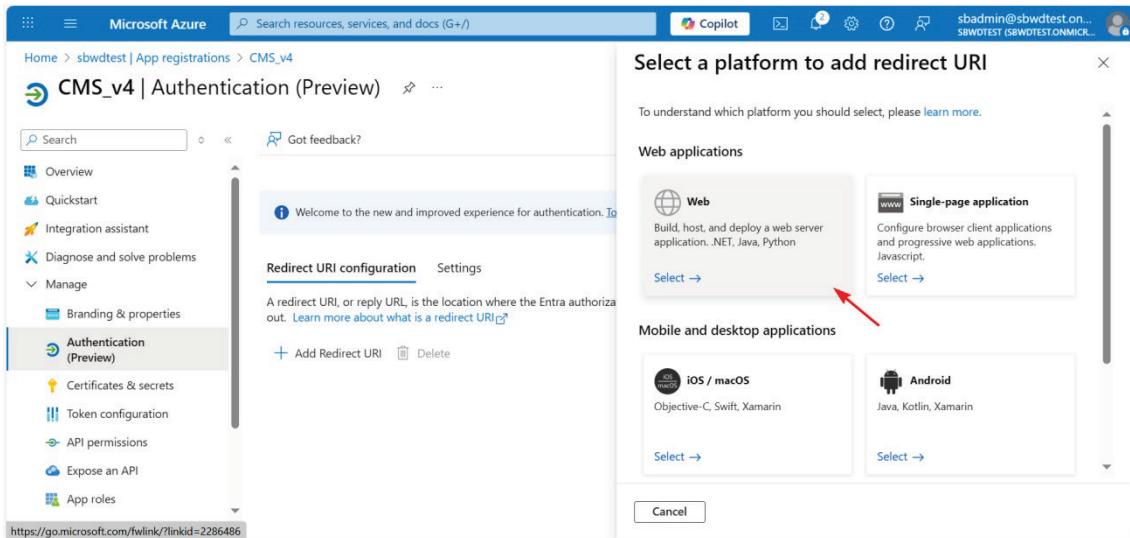 Microsoft Azure
Search resources, services, and docs (G+/)
Copilot
2
sbadmin@sbwdtest.on...
SBWDTEST (SBWDTEST.ONMICR...
Home > sbwdtest | App registrations > CMS_v4
CMS_v4 | Authentication (Preview)
Search
Overview
Quickstart
Integration assistant
Diagnose and solve problems
Manage
Branding & properties
Authentication
(Preview)
Certificates & secrets
Token configuration
API permissions
Expose an API
App roles
https://go.microsoft.com/fwlink/?linkid=2286486
Got feedback?
Welcome to the new and improved experience for authentication. To
Redirect URI configuration Settings
A redirect URI, or reply URL, is the location where the Entra authoriza
out. Learn more about what is a redirect URI
Add Redirect URI Delete
Select a platform to add redirect URI
To understand which platform you should select, please learn more.
Web applications
Web
Build, host, and deploy a web server
application. .NET, Java, Python
Select →
www
Single-page application
Configure browser client applications
and progressive web applications.
Javascript.
Select →
Mobile and desktop applications
iOS
macOS
iOS / macOS
Objective-C, Swift, Xamarin
Select →
Android
Java, Kotlin, Xamarin
Select →
Cancel